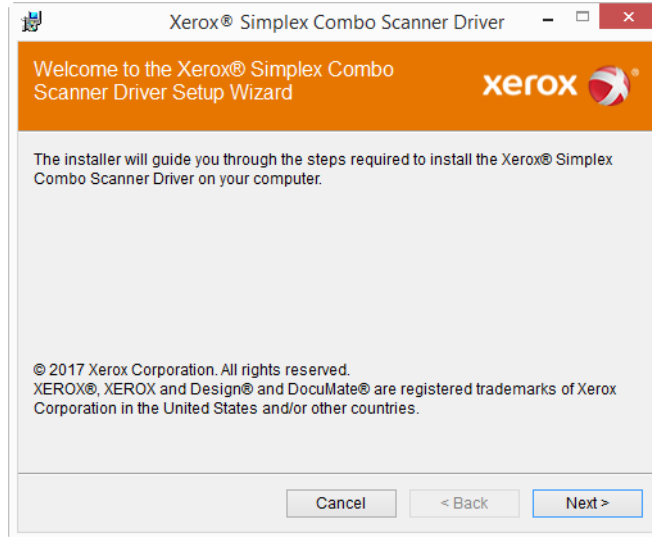 Xerox® Simplex Combo Scanner Driver
Welcome to the Xerox® Simplex Combo
Scanner Driver Setup Wizard
xerox
The installer will guide you through the steps required to install the Xerox® Simplex
Combo Scanner Driver on your computer.
© 2017 Xerox Corporation. All rights reserved.
XEROX®, XEROX and Design® and DocuMate® are registered trademarks of Xerox
Corporation in the United States and/or other countries.
Cancel
< Back
Next >